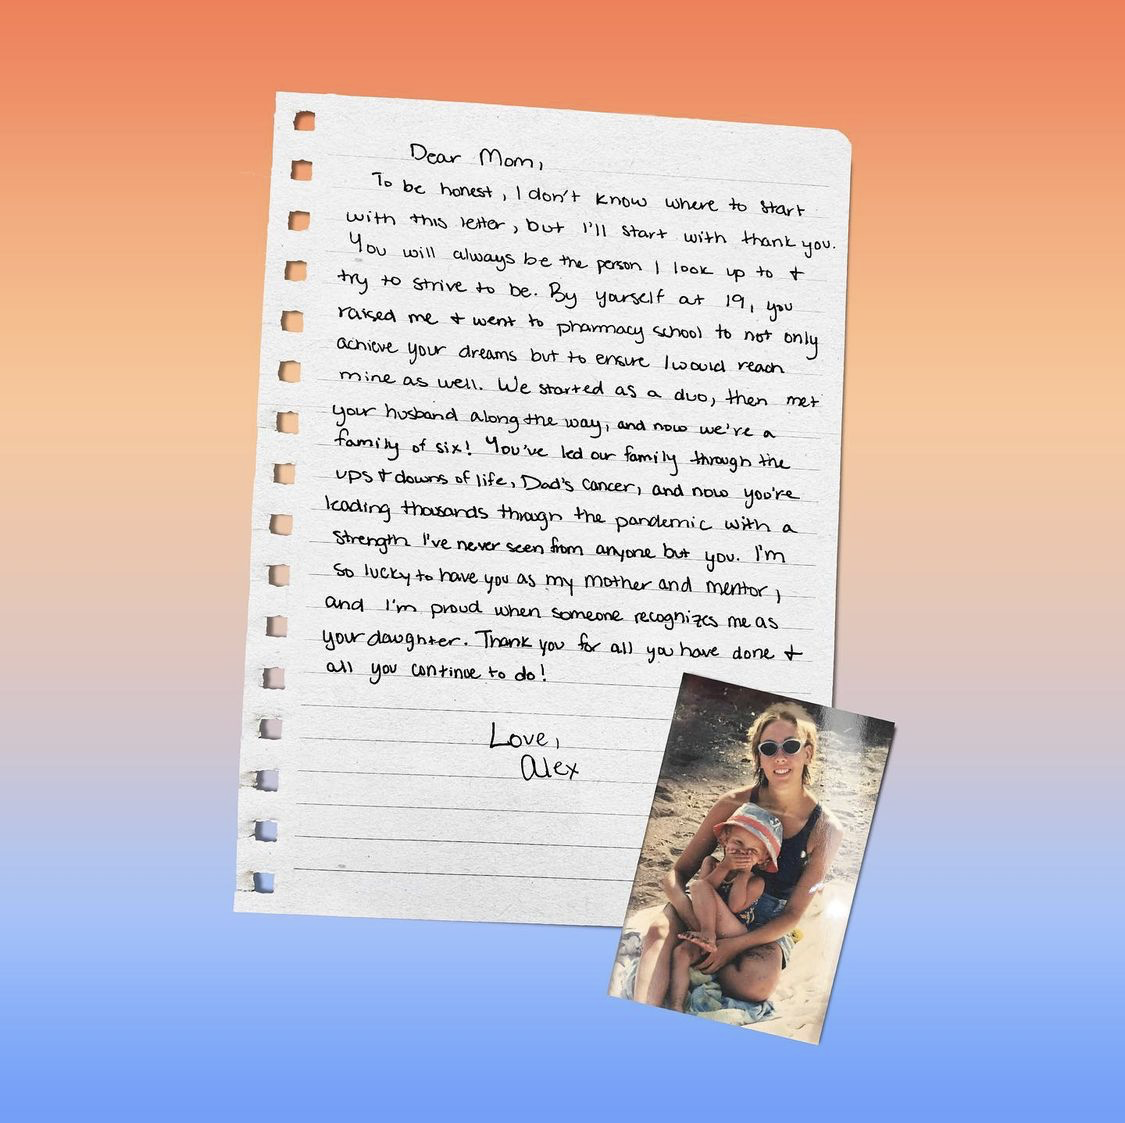 Dear Mom,
To be honest, I don't know where to start
with this letter, but I'll start with thank you.
You will always be the person I look up to +
try to strive to be. By yourself at 19, you
raised me + went to pharmacy school to not only
achieve your dreams but to ensure I would reach
mine as well. We started as a duo, then met
your husband along the way, and now we're a
family of six! You've led our family through the
ups + downs of life, Dad's cancer, and now you're
leading thousands through the pandemic with a
strength I've never seen from anyone but you. I'm
so lucky to have you as my mother and mentor,
and I'm proud when someone recognizes me as
your daughter. Thank you for all you have done +
all you continue to do!
Love,
Alex